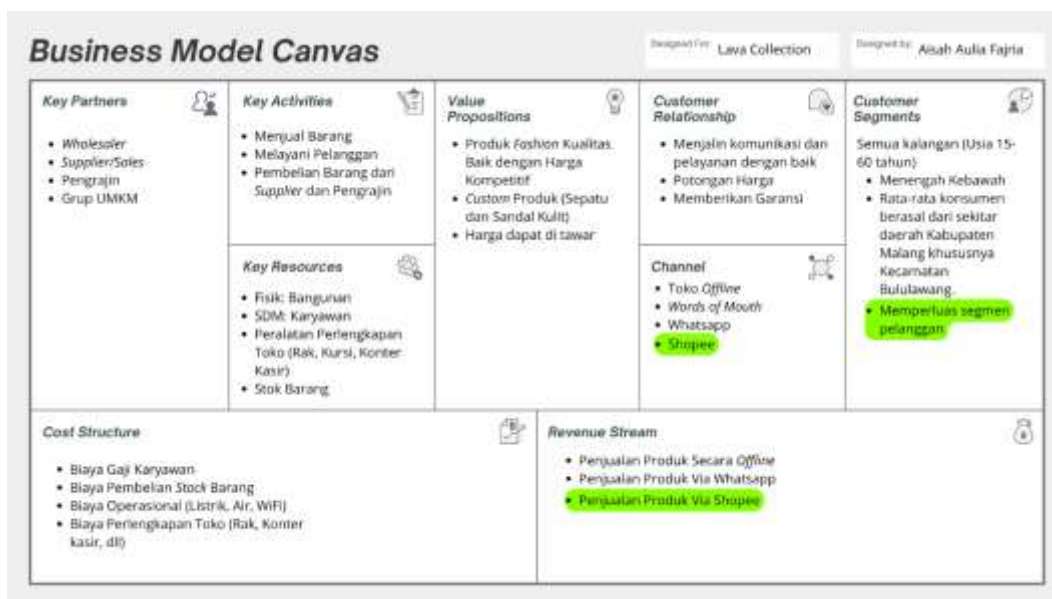 Business Model Canvas
Designed For:
Lava Collection
Designed by:
Aisah Aulia Fajria
Key Partners
• Wholesaler
• Supplier/Sales
• Pengrajin
• Grup UMKM
Key Activities
• Menjual Barang
• Melayani Pelanggan
• Pembelian Barang dari
Supplier dan Pengrajin
Key Resources
• Fisik: Bangunan
• SDM: Karyawan
• Peralatan Perlengkapan
Toko (Rak, Kursi, Konter
Kasir)
• Stok Barang
Value
Propositions
• Produk Fashion Kualitas
Baik dengan Harga
Kompetitif
• Custom Produk (Sepatu
dan Sandal Kulit)
• Harga dapat di tawar
Customer
Relationship
• Menjalin komunikasi dan
pelayanan dengan baik
• Potongan Harga
• Memberikan Garansi
Channel
• Toko Offline
• Words of Mouth
• Whatsapp
• Shopee
Customer
Segments
Semua kalangan (Usia 15-
60 tahun)
• Menengah Kebawah
• Rata-rata konsumen
berasal dari sekitar
daerah Kabupaten
Malang khususnya
Kecamatan
Bululawang.
• Memperluas segmen
pelanggan
Cost Structure
• Biaya Gaji Karyawan
• Biaya Pembelian Stock Barang
• Biaya Operasional (Listrik, Air, WiFi)
• Biaya Perlengkapan Toko (Rak, Konter
kasir, dll)
Revenue Stream
• Penjualan Produk Secara Offline
• Penjualan Produk Via Whatsapp
• Penjualan Produk Via Shopee